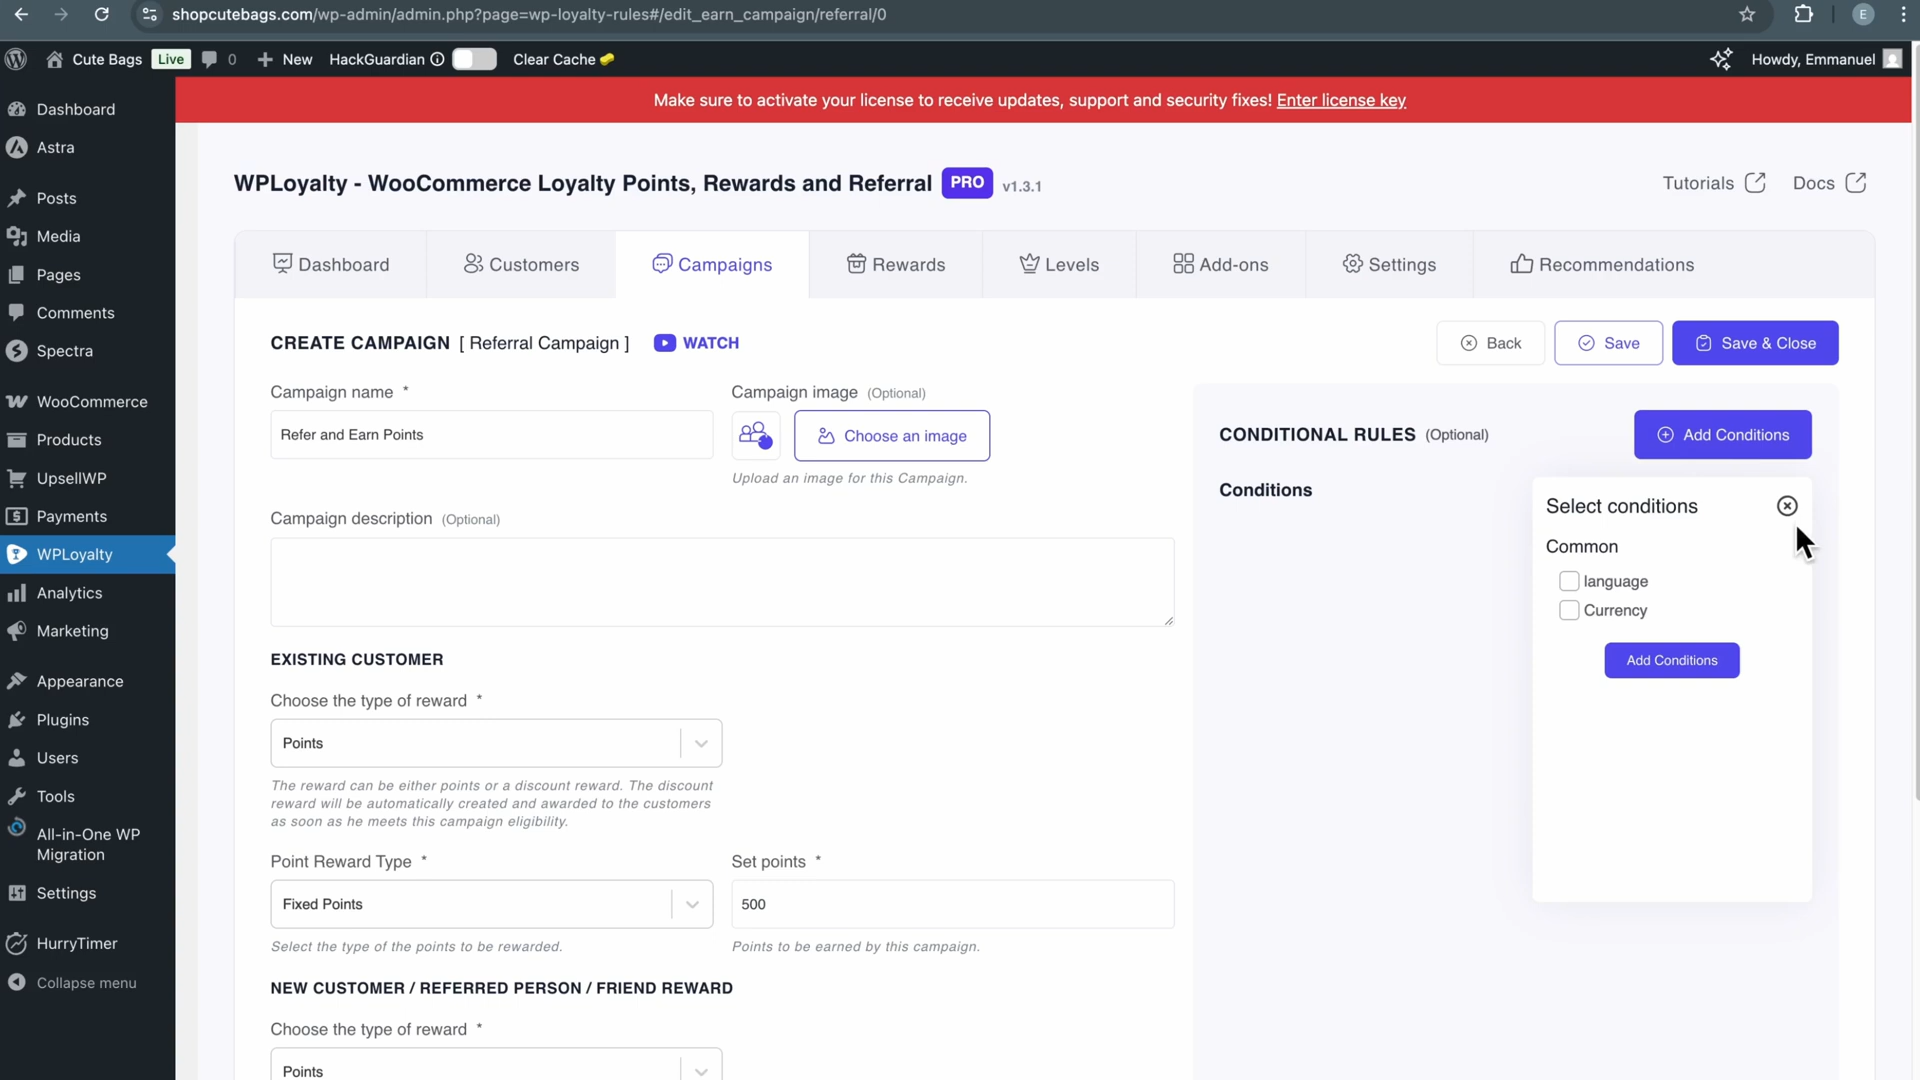 shopcutebags.com/wp-admin/admin.php?page=wp-loyalty-rules#/edit_earn_campaign/referral/0
E
Cute Bags Live 0 New HackGuardian Clear Cache
Howdy, Emmanuel
Make sure to activate your license to receive updates, support and security fixes! Enter license key
Dashboard
Astra
Posts
Media
Pages
Comments
Spectra
WooCommerce
Products
UpsellWP
Payments
WPLoyalty
Analytics
Marketing
Appearance
Plugins
Users
Tools
All-in-One WP
Migration
Settings
HurryTimer
Collapse menu
WPLoyalty - WooCommerce Loyalty Points, Rewards and Referral PRO v1.3.1
Tutorials Docs
Dashboard Customers Campaigns Rewards Levels Add-ons Settings Recommendations
CREATE CAMPAIGN [ Referral Campaign ] WATCH
Back Save Save & Close
Campaign name *
Refer and Earn Points
Campaign image (Optional)
Choose an image
Upload an image for this Campaign.
Campaign description (Optional)
EXISTING CUSTOMER
Choose the type of reward *
Points
The reward can be either points or a discount reward. The discount
reward will be automatically created and awarded to the customers
as soon as he meets this campaign eligibility.
Point Reward Type *
Fixed Points
Select the type of the points to be rewarded.
Set points *
500
Points to be earned by this campaign.
NEW CUSTOMER / REFERRED PERSON / FRIEND REWARD
Choose the type of reward *
Points
CONDITIONAL RULES (Optional)
Add Conditions
Conditions
Select conditions
Common
language
Currency
Add Conditions